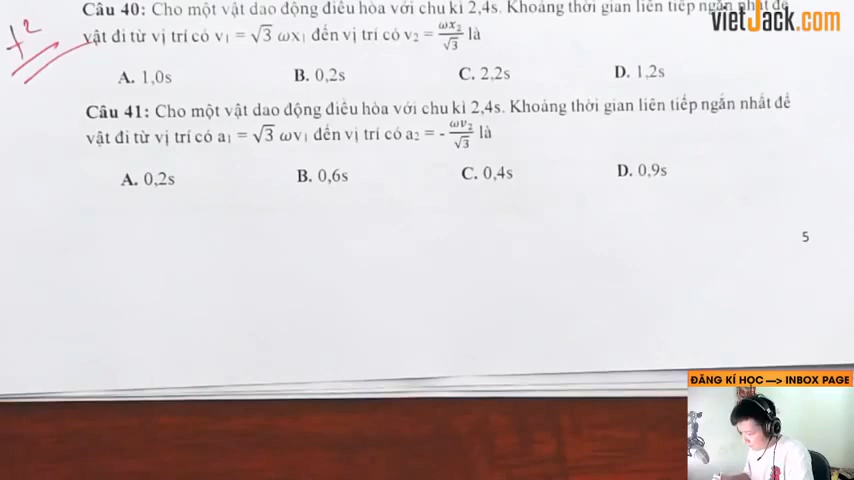 Câu 40: Cho một vật dao động điều hòa với chu kì 2,4s. Khoảng thời gian liên tiếp ngắn nhất để
vietJack.com
+2
vật đi từ vị trí có v₁ = √3 ωx₁ đến vị trí có v₂ = ωx₂/√3 là
A. 1,0s B. 0,2s C. 2,2s D. 1,2s
Câu 41: Cho một vật dao động điều hòa với chu kì 2,4s. Khoảng thời gian liên tiếp ngắn nhất để
vật đi từ vị trí có a₁ = √3 ωv₁ đến vị trí có a₂ = - ωv₂/√3 là
A. 0,2s B. 0,6s C. 0,4s D. 0,9s
5
ĐĂNG KÍ HỌC —> INBOX PAGE